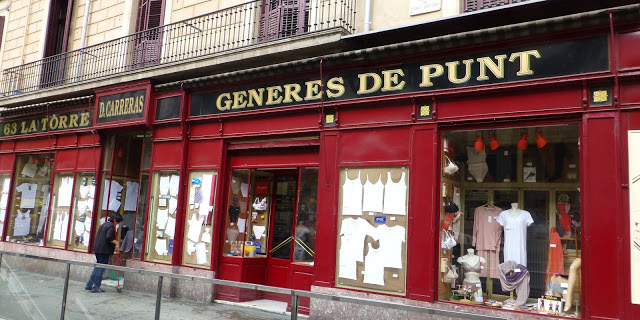 63 LA TORRE
D. CARRERAS
GENERES DE PUNT